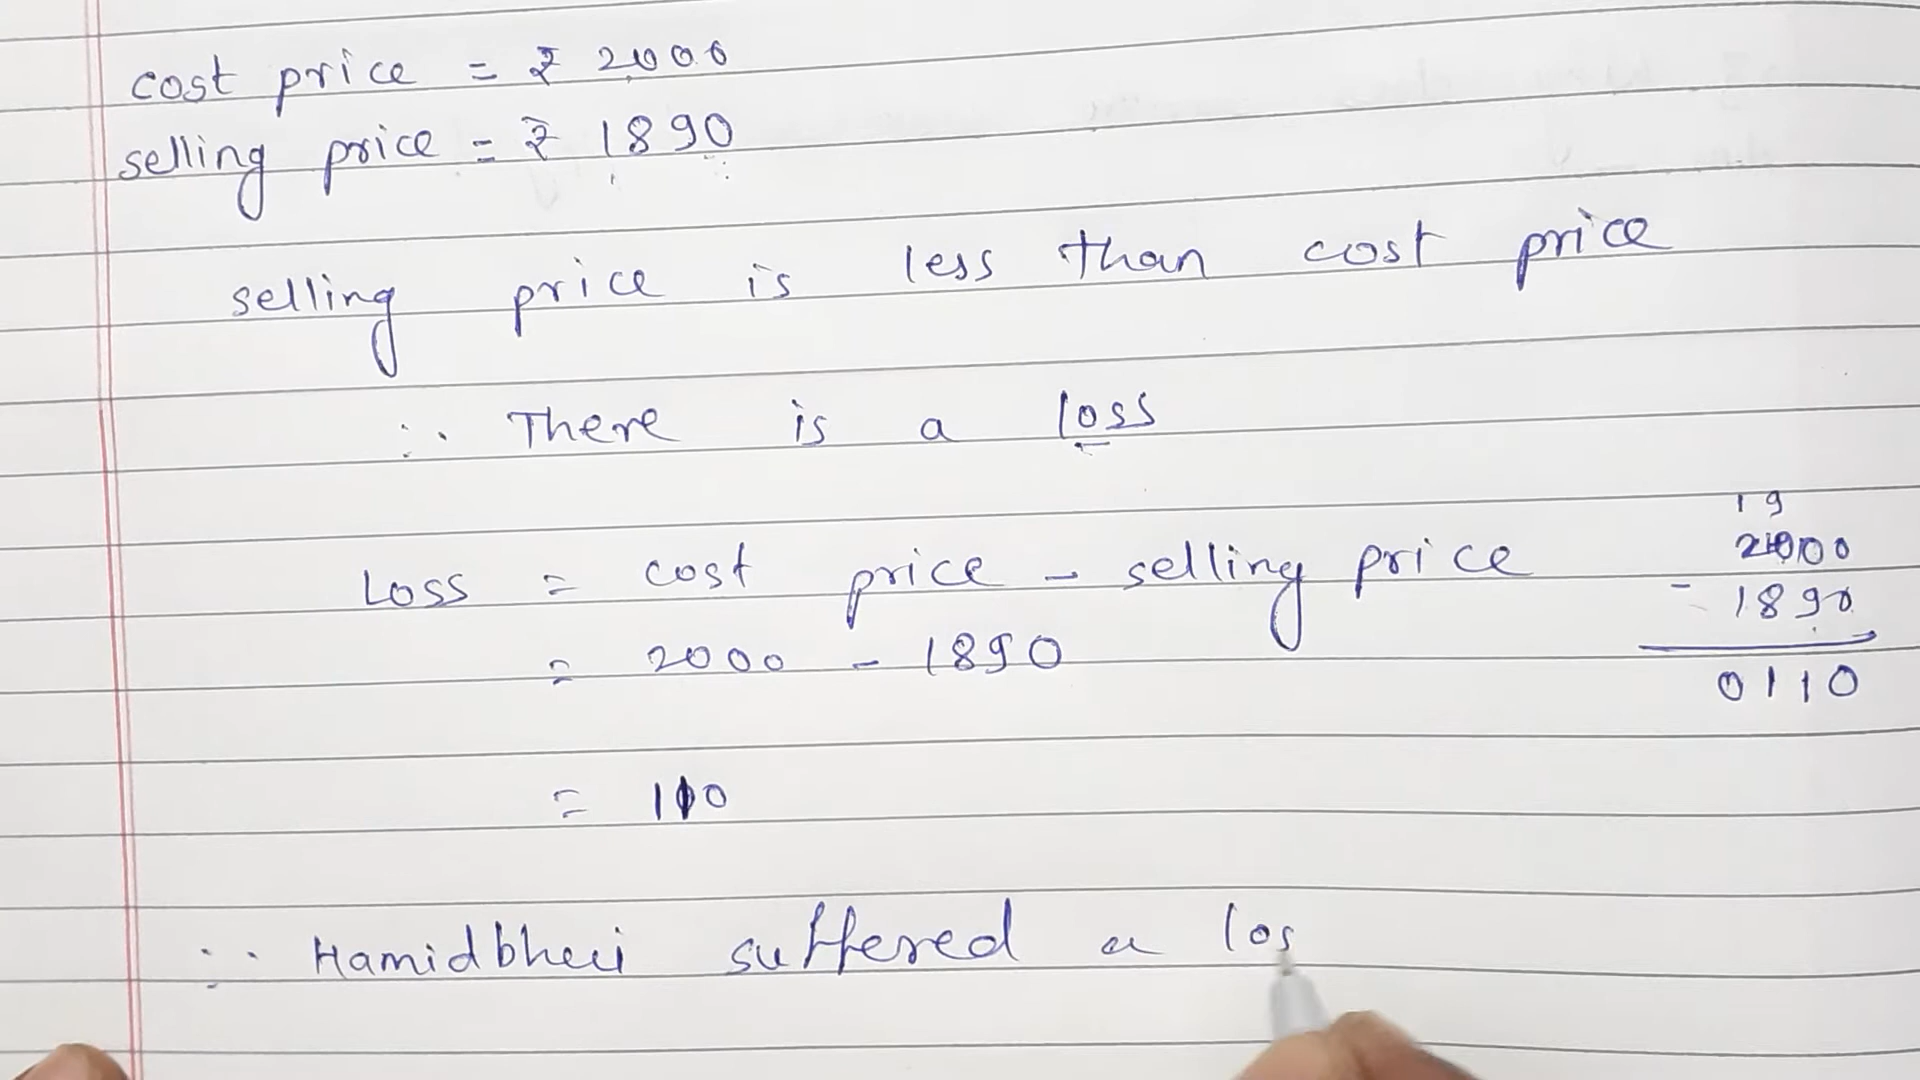 cost price = ₹ 2000
selling price = ₹ 1890
selling price is less than cost price
∴ There is a loss
Loss = cost price - selling price
= 2000 - 1890
= 110
19
2000
- 1890
0110
∴ Hamidbhai suffered a los